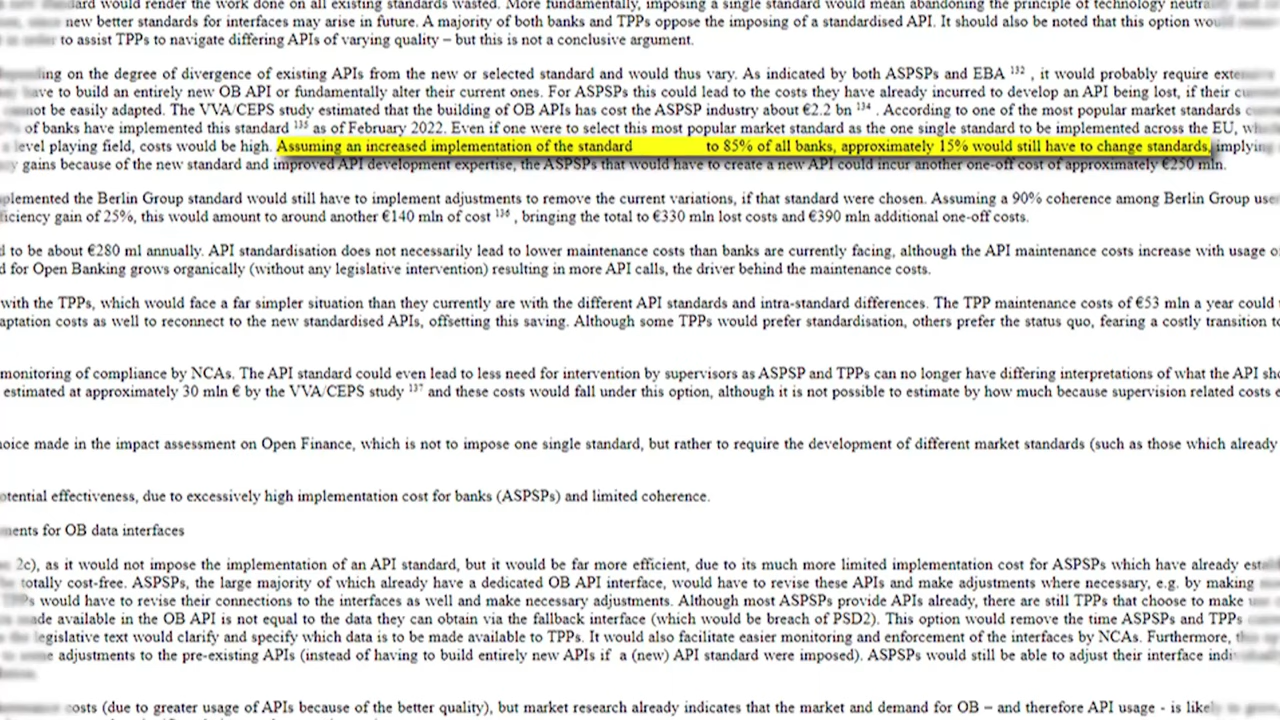 would render the work done on all existing standards wasted. More fundamentally, imposing a single standard would mean abandoning the principle of technology
new better standards for interfaces may arise in future. A majority of both banks and TPPs oppose the imposing of a standardised API. It should also be noted that this option
to assist TPPs to navigate differing APIs of varying quality – but this is not a conclusive argument.
on the degree of divergence of existing APIs from the new or selected standard and would thus vary. As indicated by both ASPSPs and EBA 132 , it would probably require
have to build an entirely new OB API or fundamentally alter their current ones. For ASPSPs this could lead to the costs they have already incurred to develop an API being lost, if their
be easily adapted. The VVA/CEPS study estimated that the building of OB APIs has cost the ASPSP industry about €2.2 bn 134 . According to one of the most popular market standards
of banks have implemented this standard 135 as of February 2022. Even if one were to select this most popular market standard as the one single standard to be implemented across the EU,
level playing field, costs would be high. Assuming an increased implementation of the standard to 85% of all banks, approximately 15% would still have to change standards, implying
gains because of the new standard and improved API development expertise, the ASPSPs that would have to create a new API could incur another one-off cost of approximately €250 mln.
the Berlin Group standard would still have to implement adjustments to remove the current variations, if that standard were chosen. Assuming a 90% coherence among Berlin Group
gain of 25%, this would amount to around another €140 mln of cost 136 , bringing the total to €330 mln lost costs and €390 mln additional one-off costs.
to be about €280 ml annually. API standardisation does not necessarily lead to lower maintenance costs than banks are currently facing, although the API maintenance costs increase with usage
for Open Banking grows organically (without any legislative intervention) resulting in more API calls, the driver behind the maintenance costs.
with the TPPs, which would face a far simpler situation than they currently are with the different API standards and intra-standard differences. The TPP maintenance costs of €53 mln a year could
costs as well to reconnect to the new standardised APIs, offsetting this saving. Although some TPPs would prefer standardisation, others prefer the status quo, fearing a costly transition
monitoring of compliance by NCAs. The API standard could even lead to less need for intervention by supervisors as ASPSP and TPPs can no longer have differing interpretations of what the API
estimated at approximately 30 mln € by the VVA/CEPS study 137 and these costs would fall under this option, although it is not possible to estimate by how much because supervision related costs
made in the impact assessment on Open Finance, which is not to impose one single standard, but rather to require the development of different market standards (such as those which already
effectiveness, due to excessively high implementation cost for banks (ASPSPs) and limited coherence.
for OB data interfaces
2c), as it would not impose the implementation of an API standard, but it would be far more efficient, due to its much more limited implementation cost for ASPSPs which have already
totally cost-free. ASPSPs, the large majority of which already have a dedicated OB API interface, would have to revise these APIs and make adjustments where necessary, e.g. by making
would have to revise their connections to the interfaces as well and make necessary adjustments. Although most ASPSPs provide APIs already, there are still TPPs that choose to make
made available in the OB API is not equal to the data they can obtain via the fallback interface (which would be breach of PSD2). This option would remove the time ASPSPs and TPPs
legislative text would clarify and specify which data is to be made available to TPPs. It would also facilitate easier monitoring and enforcement of the interfaces by NCAs. Furthermore,
adjustments to the pre-existing APIs (instead of having to build entirely new APIs if a (new) API standard were imposed). ASPSPs would still be able to adjust their interface
costs (due to greater usage of APIs because of the better quality), but market research already indicates that the market and demand for OB – and therefore API usage - is